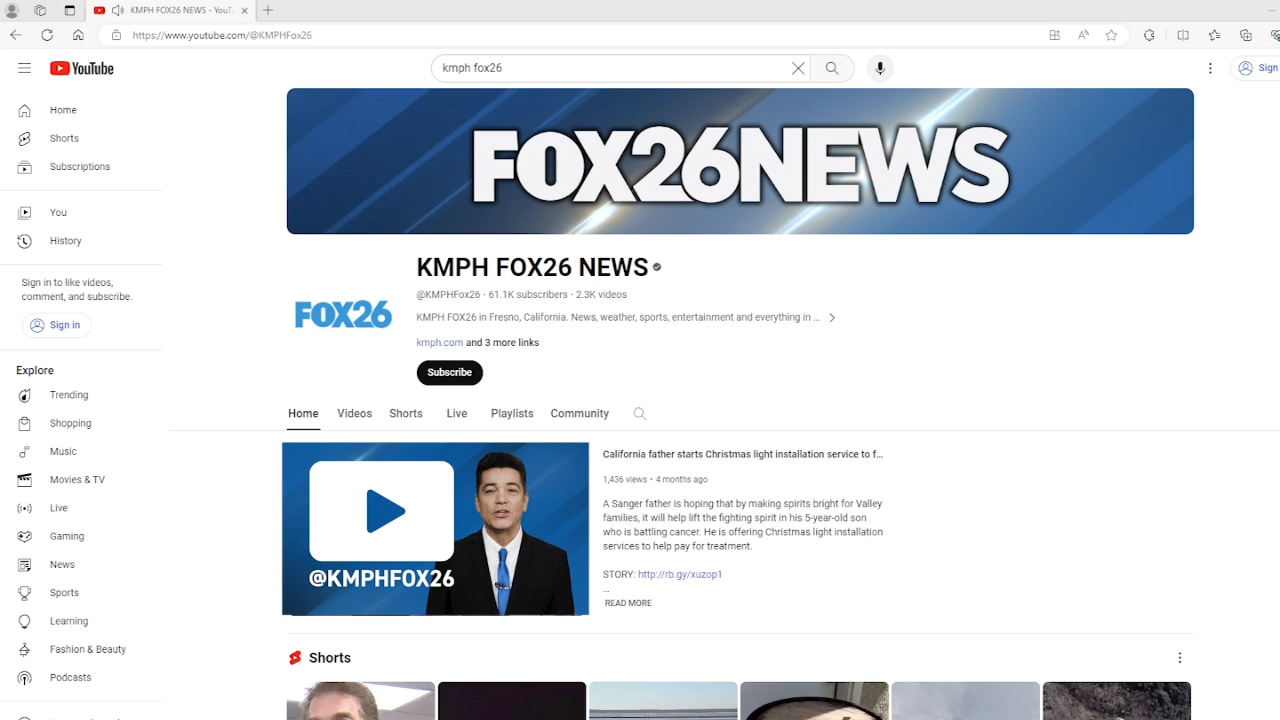 KMPH FOX26 NEWS - YouT
https://www.youtube.com/@KMPHFox26
YouTube
kmph fox26
Sign
Home
Shorts
Subscriptions
You
History
Sign in to like videos,
comment, and subscribe.
Sign in
Explore
Trending
Shopping
Music
Movies & TV
Live
Gaming
News
Sports
Learning
Fashion & Beauty
Podcasts
FOX26NEWS
FOX26
KMPH FOX26 NEWS
@KMPHFox26 · 61.1K subscribers · 2.3K videos
KMPH FOX26 in Fresno, California. News, weather, sports, entertainment and everything in ...
kmph.com and 3 more links
Subscribe
Home Videos Shorts Live Playlists Community
@KMPHFOX26
California father starts Christmas light installation service to f...
1,436 views • 4 months ago
A Sanger father is hoping that by making spirits bright for Valley
families, it will help lift the fighting spirit in his 5-year-old son
who is battling cancer. He is offering Christmas light installation
services to help pay for treatment.
STORY: http://rb.gy/xuzop1
...
READ MORE
Shorts